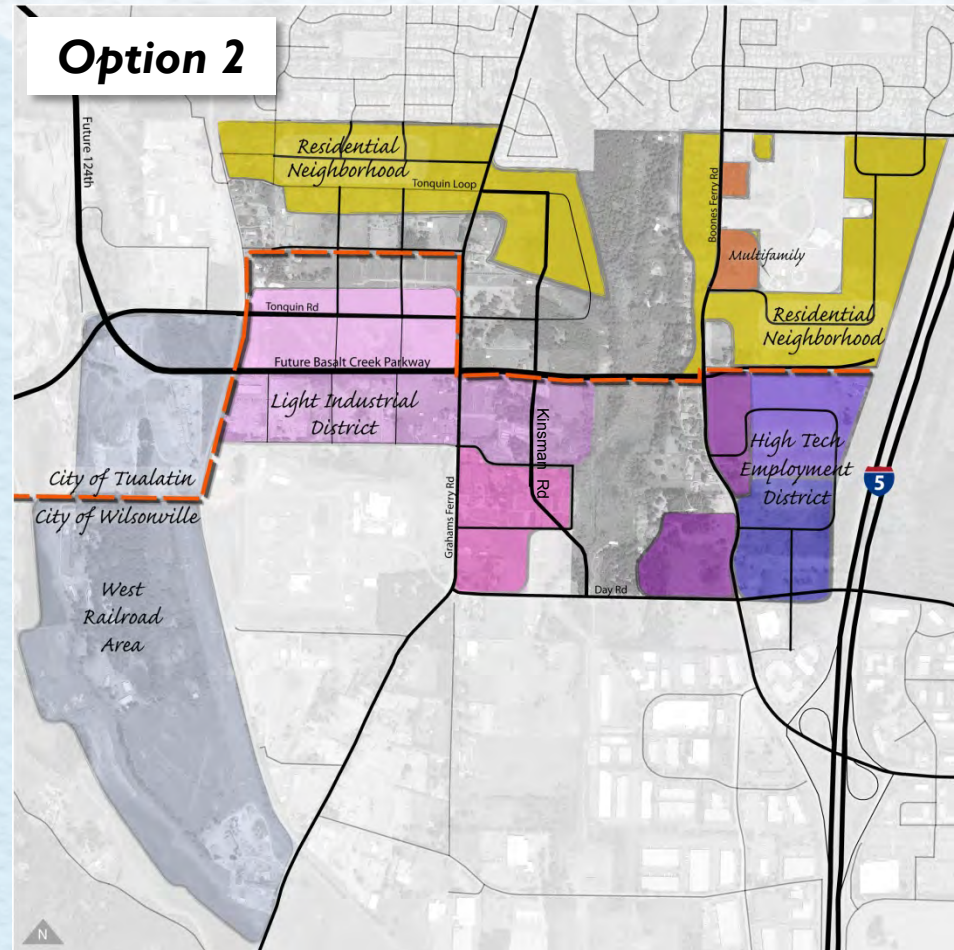 Option 2
Future 124th
Residential
Neighborhood
Tonquin Loop
Boones Ferry Rd
Multifamily
Residential
Neighborhood
Tonquin Rd
Future Basalt Creek Parkway
Light Industrial
District
Kinsman Rd
High Tech
Employment
District
5
City of Tualatin
City of Wilsonville
Grahams Ferry Rd
West
Railroad
Area
Day Rd
N